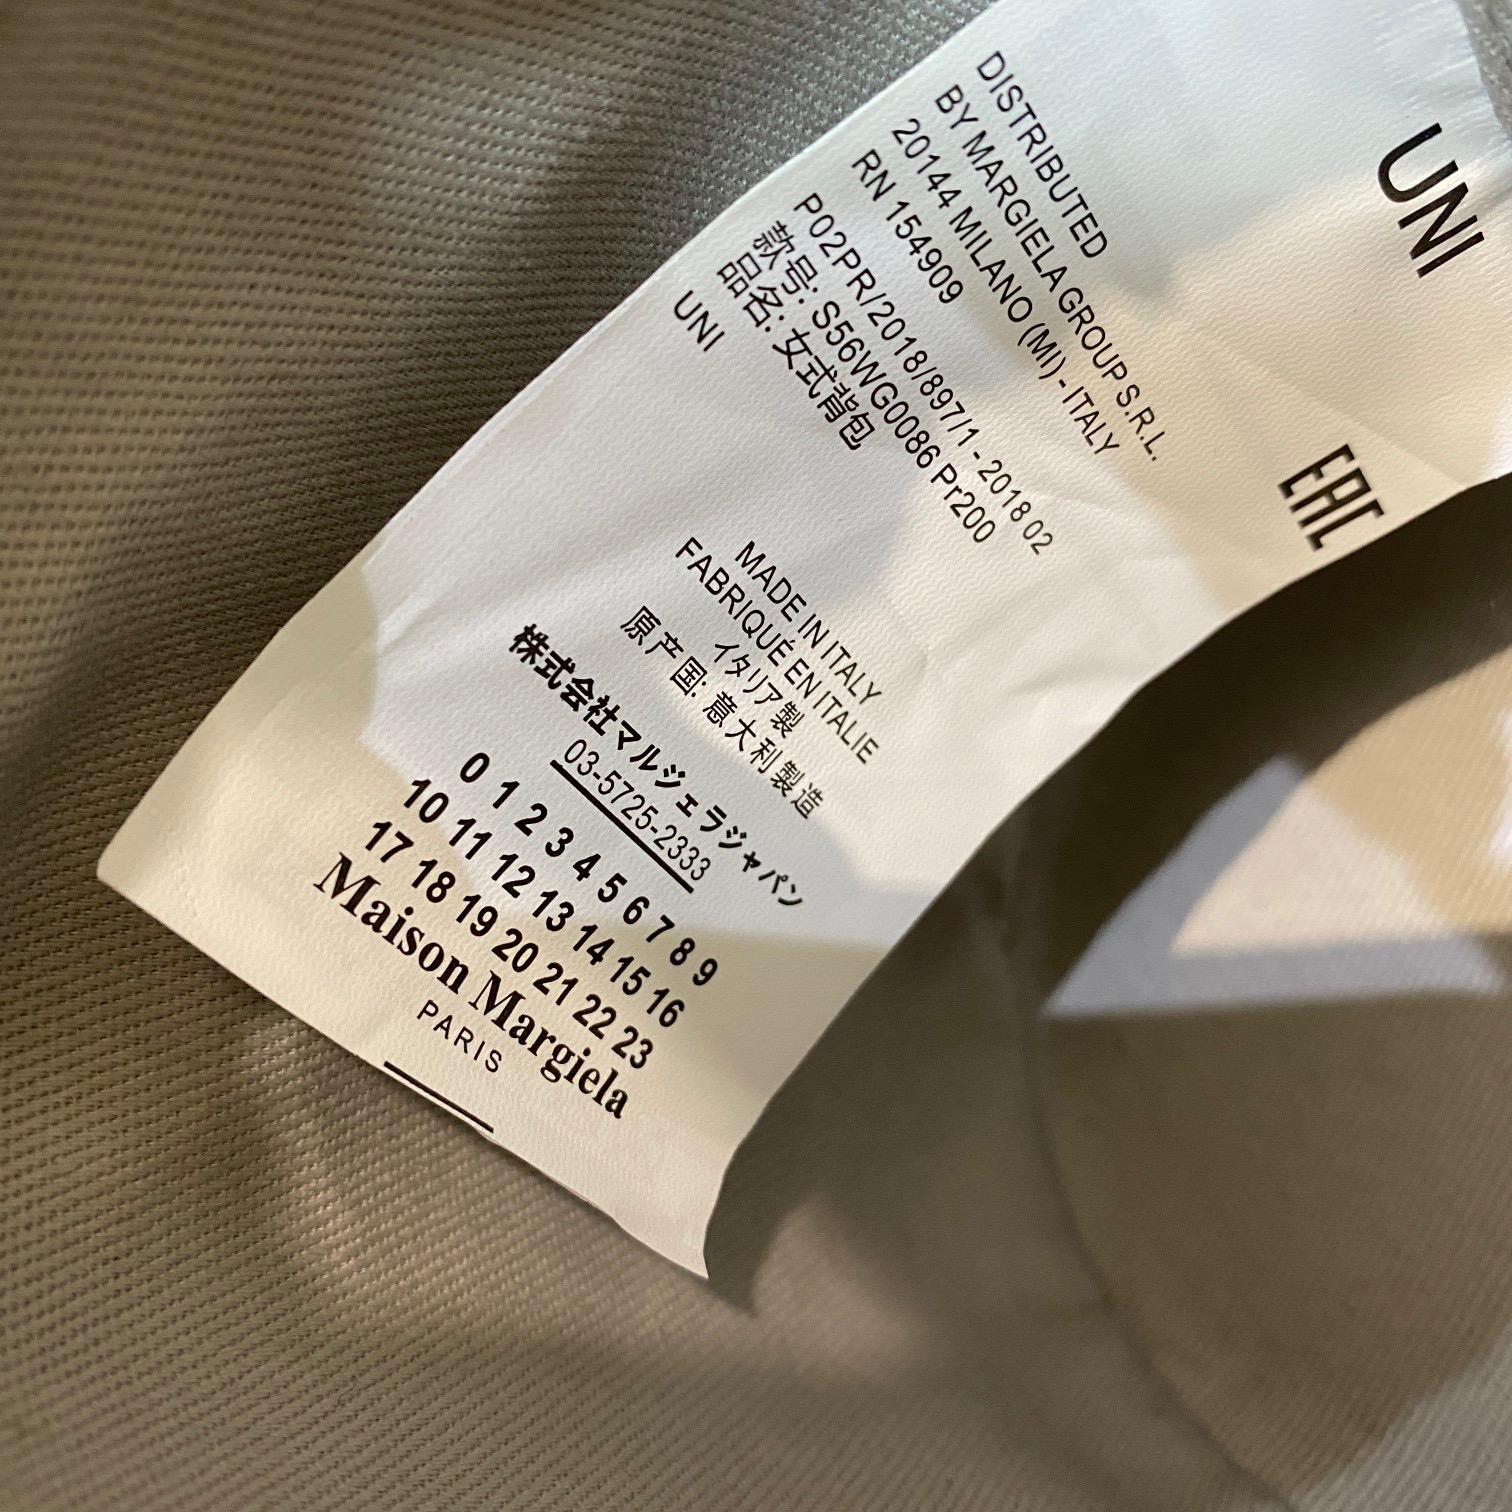 UNI
EAC
DISTRIBUTED
BY MARGIELA GROUP S.R.L.
20144 MILANO (MI) - ITALY
RN 154909
P02PR/2018/897/1 - 2018 02
款号: S56WG0086 Pr200
品名: 女式背包
UNI
MADE IN ITALY
FABRIQUÉ EN ITALIE
イタリア製
原产国: 意大利製造
株式会社マルジェラジャパン
03-5725-2333
0 1 2 3 4 5 6 7 8 9
10 11 12 13 14 15 16
17 18 19 20 21 22 23
Maison Margiela
PARIS